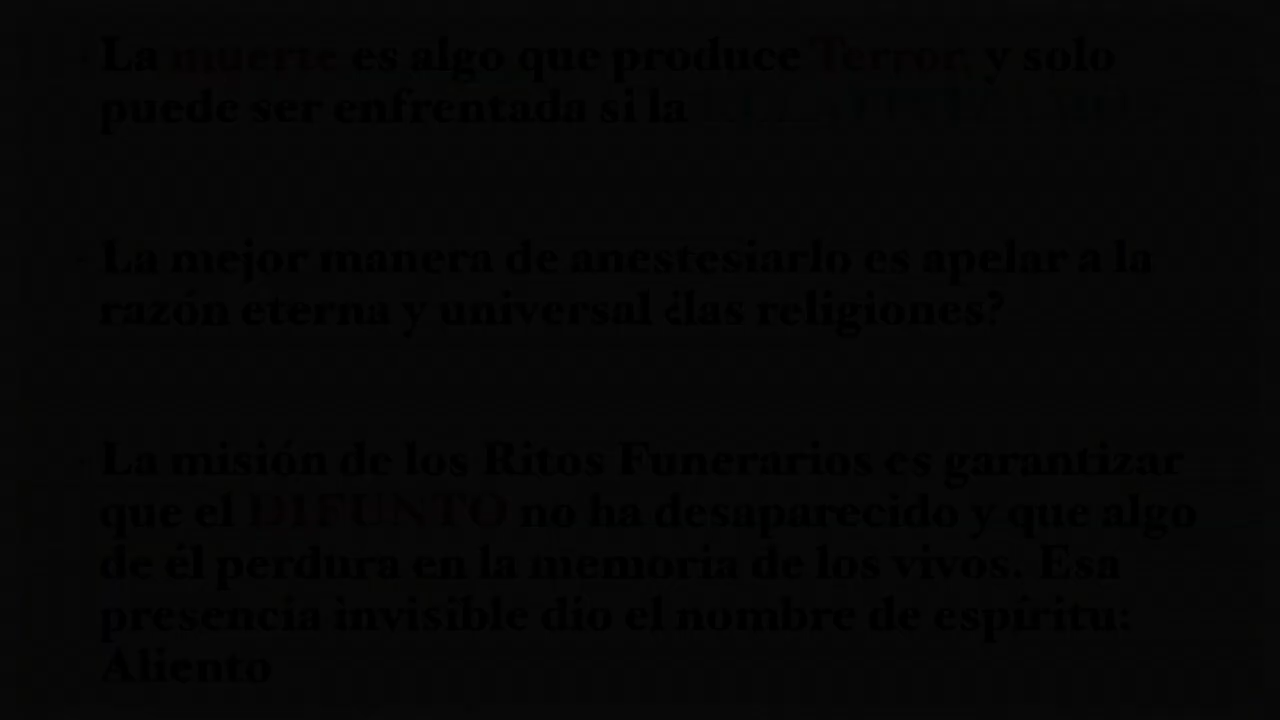 La muerte es algo que produce Terror, y solo
puede ser enfrentada si la
La mejor manera de anestesiarlo es apelar a la
razón eterna y universal ¿las religiones?
La misión de los Ritos Funerarios es garantizar
que el DIFUNTO no ha desaparecido y que algo
de él perdura en la memoria de los vivos. Esa
presencia invisible dio el nombre de espíritu:
Aliento